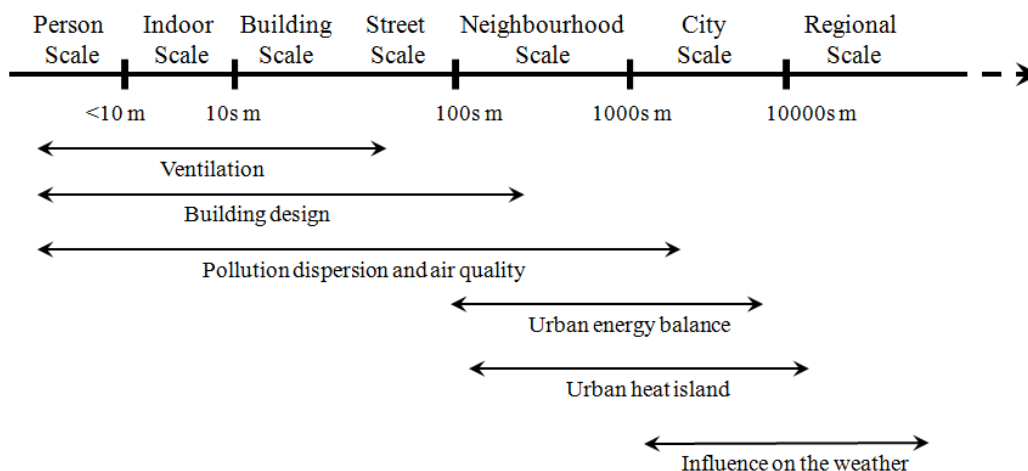 Person Indoor Building Street Neighbourhood City Regional
Scale Scale Scale Scale Scale Scale Scale
<10 m 10s m 100s m 1000s m 10000s m
Ventilation
Building design
Pollution dispersion and air quality
Urban energy balance
Urban heat island
Influence on the weather